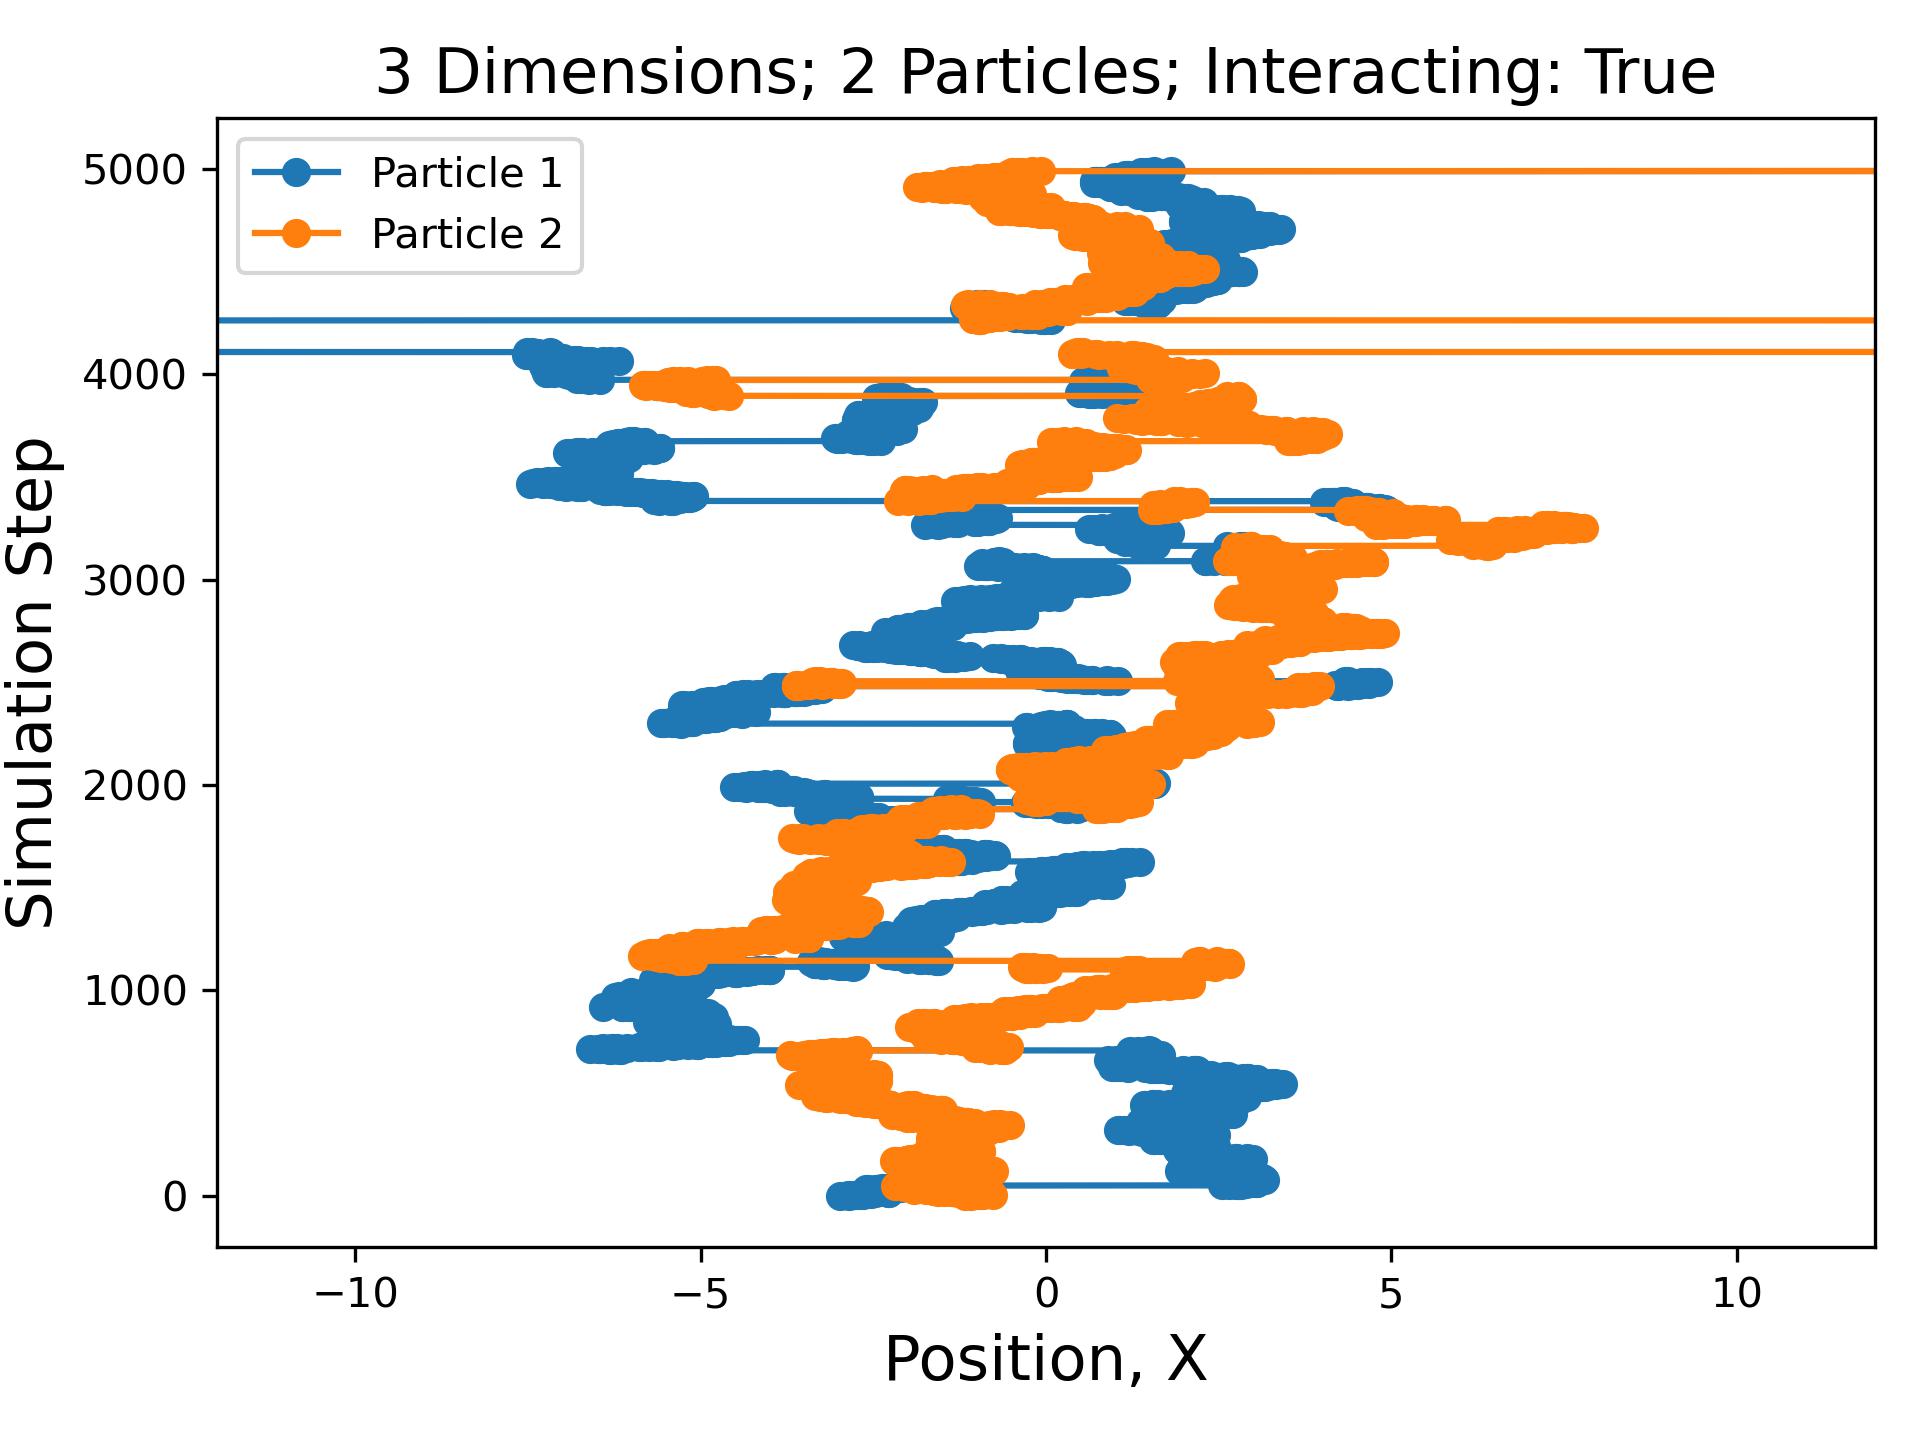 3 Dimensions; 2 Particles; Interacting: True
Particle 1
Particle 2
5000
4000
3000
2000
1000
0
Simulation Step
−10
−5
0
5
10
Position, X